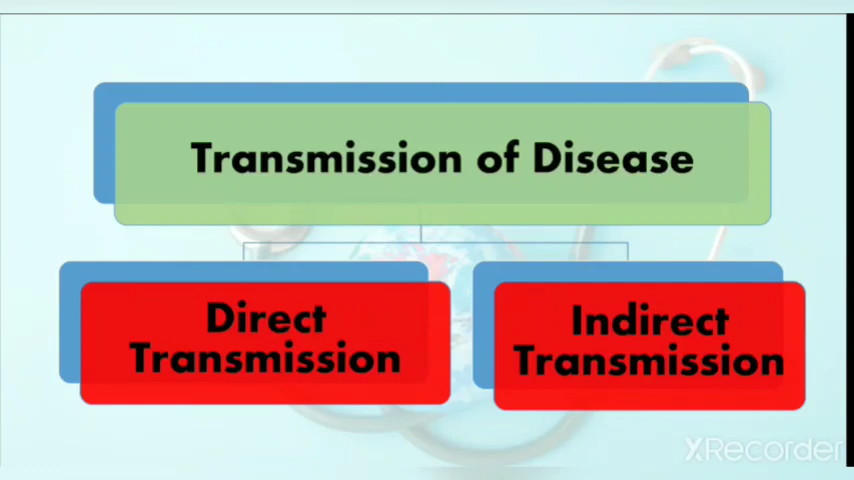 Transmission of Disease
Direct
Transmission
Indirect
Transmission
XRecorder